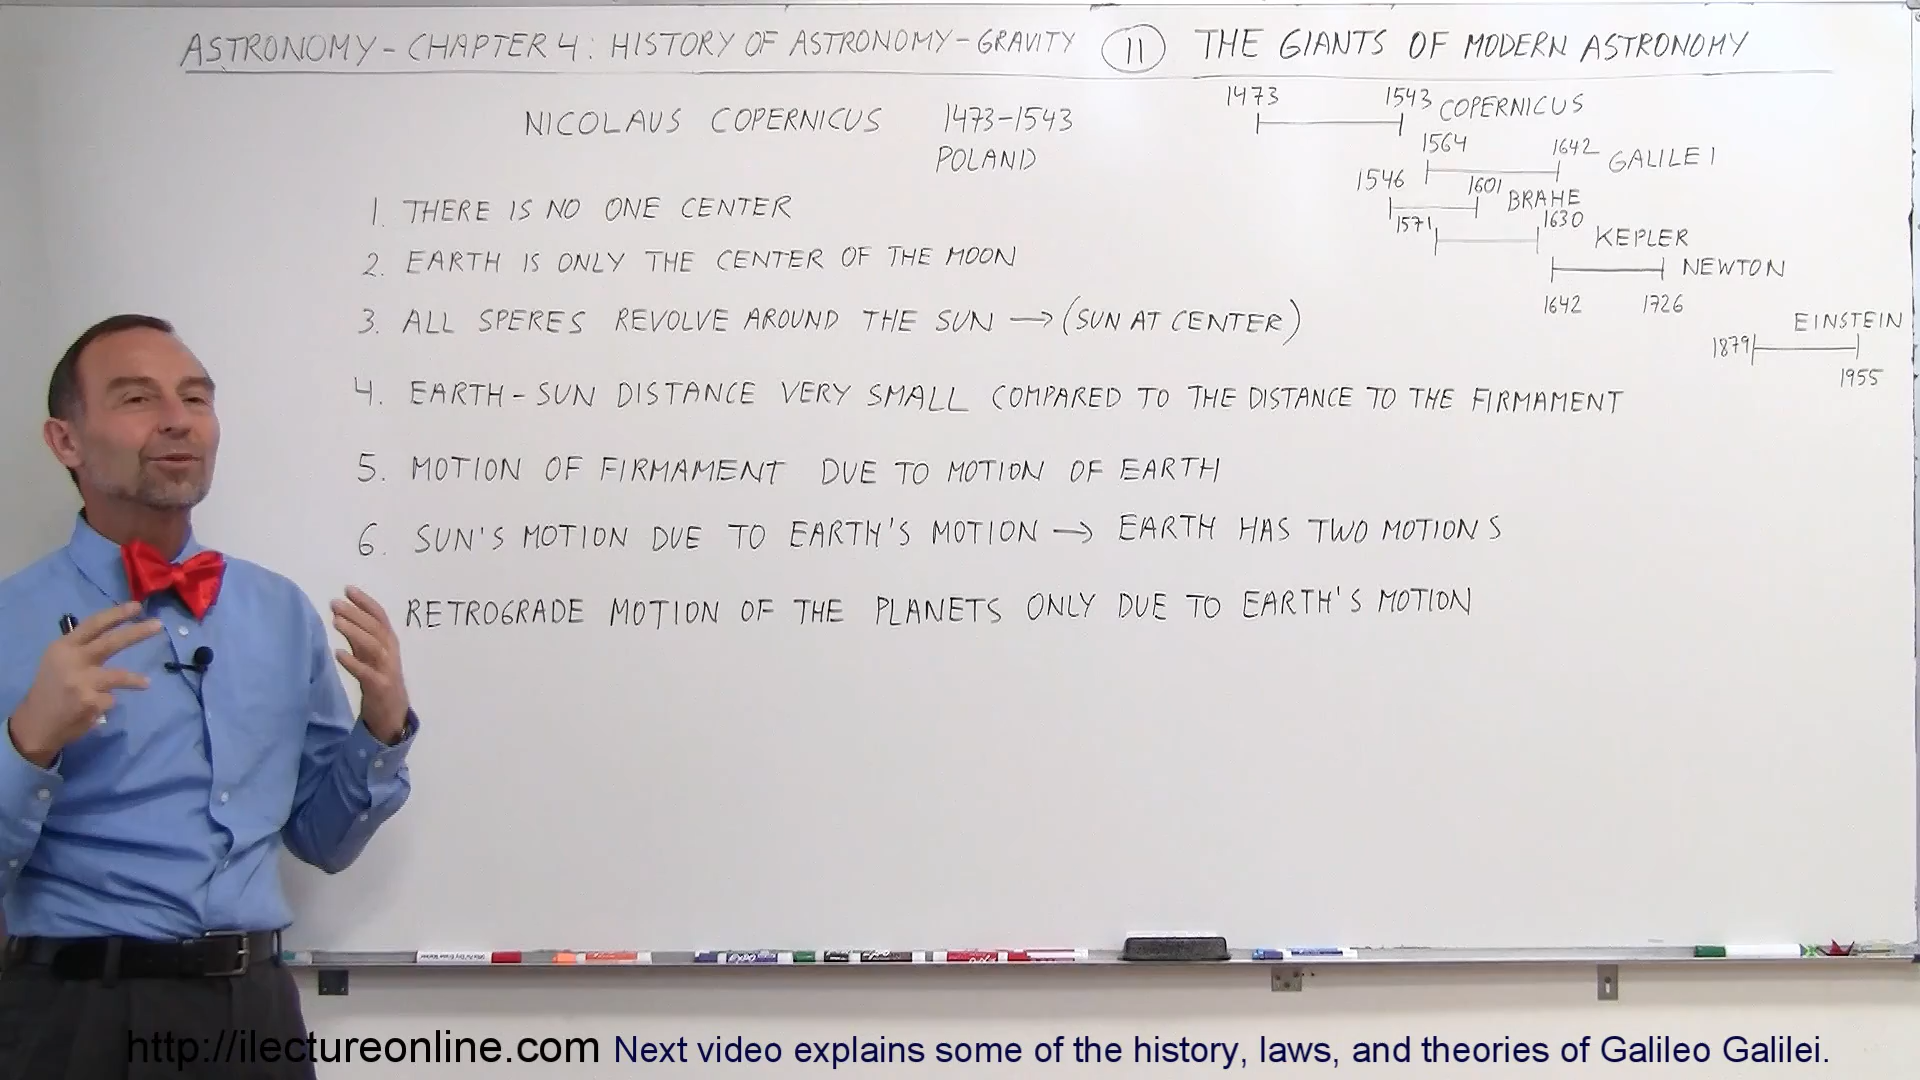 ASTRONOMY - CHAPTER 4: HISTORY OF ASTRONOMY - GRAVITY 11 THE GIANTS OF MODERN ASTRONOMY
NICOLAUS COPERNICUS 1473-1543
POLAND
1473 1543 COPERNICUS
1564 1642 GALILEI
1546 1601 BRAHE
1571 1630 KEPLER
NEWTON
1642 1726
EINSTEIN
1879
1955
1. THERE IS NO ONE CENTER
2. EARTH IS ONLY THE CENTER OF THE MOON
3. ALL SPERES REVOLVE AROUND THE SUN → (SUN AT CENTER)
4. EARTH-SUN DISTANCE VERY SMALL COMPARED TO THE DISTANCE TO THE FIRMAMENT
5. MOTION OF FIRMAMENT DUE TO MOTION OF EARTH
6. SUN'S MOTION DUE TO EARTH'S MOTION → EARTH HAS TWO MOTIONS
RETROGRADE MOTION OF THE PLANETS ONLY DUE TO EARTH'S MOTION
http://ilectureonline.com Next video explains some of the history, laws, and theories of Galileo Galilei.